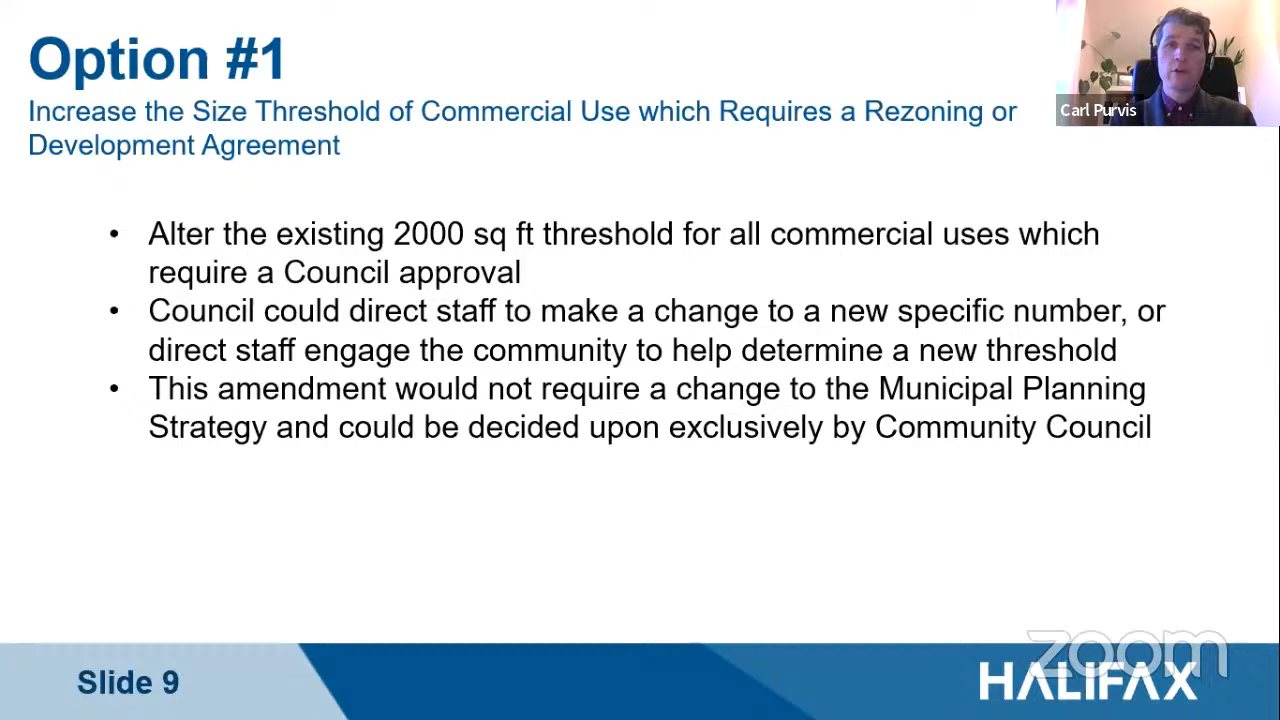 Option #1
Increase the Size Threshold of Commercial Use which Requires a Rezoning or
Development Agreement
Carl Purvis
• Alter the existing 2000 sq ft threshold for all commercial uses which
require a Council approval
• Council could direct staff to make a change to a new specific number, or
direct staff engage the community to help determine a new threshold
• This amendment would not require a change to the Municipal Planning
Strategy and could be decided upon exclusively by Community Council
Slide 9
zoom
HALIFAX